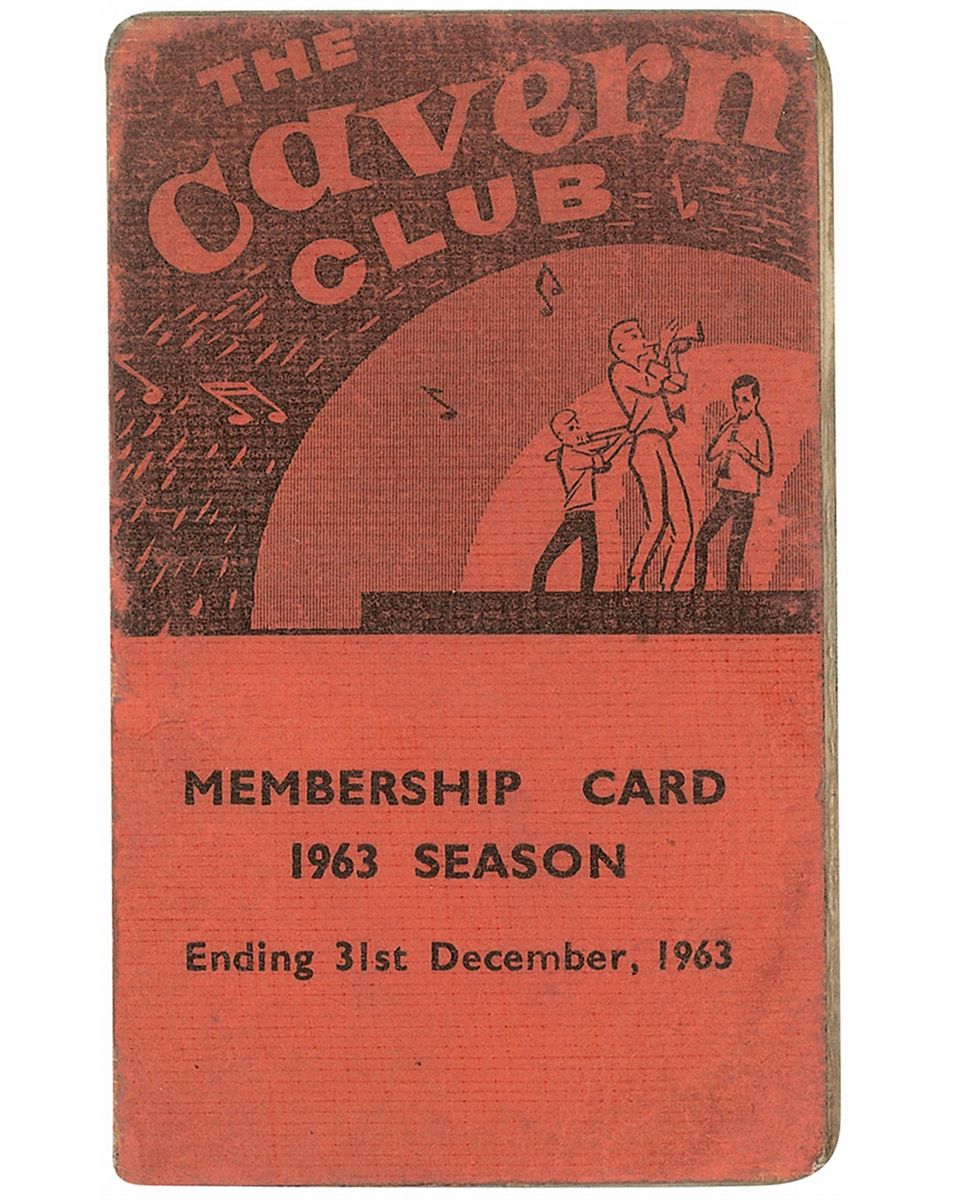 THE
Cavern
CLUB
MEMBERSHIP CARD
1963 SEASON
Ending 31st December, 1963